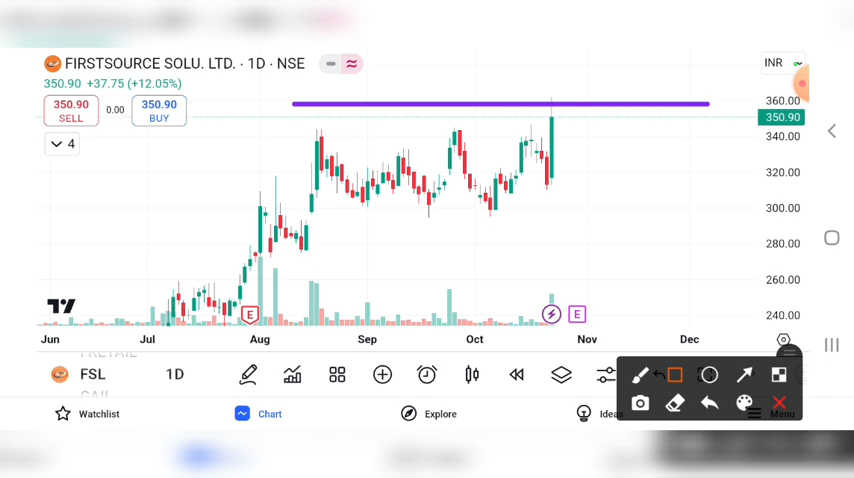 FIRSTSOURCE SOLU. LTD. · 1D · NSE
INR
350.90 +37.75 (+12.05%)
350.90
SELL
0.00
350.90
BUY
4
360.00
350.90
340.00
320.00
300.00
280.00
260.00
240.00
E
E
Jun Jul Aug Sep Oct Nov Dec
FSL 1D
Watchlist Chart Explore Ideas Menu